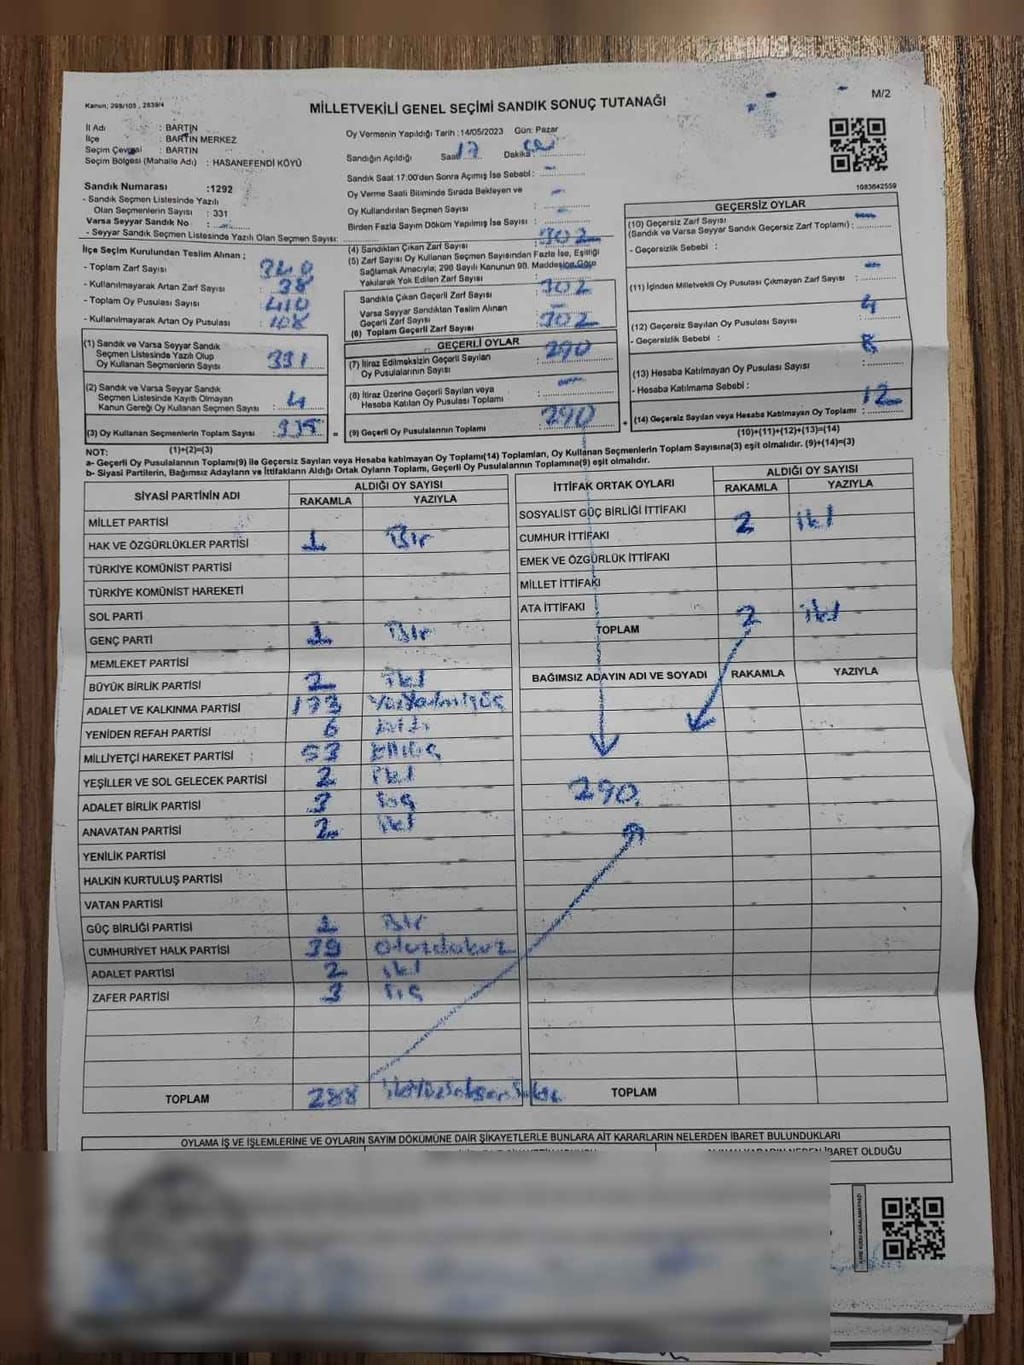 Kanun; 298/105 , 2839/4
MİLLETVEKİLİ GENEL SEÇİMİ SANDIK SONUÇ TUTANAĞI
M/2
İl Adı : BARTIN
İlçe : BARTIN MERKEZ
Seçim Çevresi : BARTIN
Seçim Bölgesi (Mahalle Adı) : HASANEFENDİ KÖYÜ
Sandık Numarası :1292
- Sandık Seçmen Listesinde Yazılı
Olan Seçmenlerin Sayısı : 331
Varsa Seyyar Sandık No :
- Seyyar Sandık Seçmen Listesinde Yazılı Olan Seçmen Sayısı:
Oy Vermenin Yapıldığı Tarih :14/05/2023 Gün: Pazar
Sandığın Açıldığı Saat 17 Dakika :
Sandık Saat 17:00'den Sonra Açımış İse Sebebi :
Oy Verme Saati Bitiminde Sırada Bekleyen ve
Oy Kullandırılan Seçmen Sayısı
Birden Fazla Sayım Döküm Yapılmış İse Sayısı :
1083642559
İlçe Seçim Kurulundan Teslim Alınan ;
- Toplam Zarf Sayısı : 340
- Kullanılmayarak Artan Zarf Sayısı : 38
- Toplam Oy Pusulası Sayısı : 410
- Kullanılmayarak Artan Oy Pusulası : 108
(1) Sandık ve Varsa Seyyar Sandık
Seçmen Listesinde Yazılı Olup
Oy Kullanan Seçmenlerin Sayısı : 331
(2) Sandık ve Varsa Seyyar Sandık
Seçmen Listesinde Kayıtlı Olmayan
Kanun Gereği Oy Kullanan Seçmen Sayısı : 4
(3) Oy Kullanan Seçmenlerin Toplam Sayısı : 335
(4) Sandıktan Çıkan Zarf Sayısı 302
(5) Zarf Sayısı Oy Kullanan Seçmen Sayısından Fazla İse, Eşitliği
Sağlamak Amacıyla; 298 Sayılı Kanunun 98. Maddesine Göre
Yakılarak Yok Edilen Zarf Sayısı :
Sandıkta Çıkan Geçerli Zarf Sayısı : 302
Varsa Seyyar Sandıktan Teslim Alınan
Geçerli Zarf Sayısı
(6) Toplam Geçerli Zarf Sayısı : 302
GEÇERLİ OYLAR
(7) İtiraz Edilmeksizin Geçerli Sayılan
Oy Pusulalarının Sayısı : 290
(8) İtiraz Üzerine Geçerli Sayılan veya
Hesaba Katılan Oy Pusulası Toplamı :
(9) Geçerli Oy Pusulalarının Toplamı : 290
GEÇERSİZ OYLAR
(10) Geçersiz Zarf Sayısı
(Sandık ve Varsa Seyyar Sandık Geçersiz Zarf Toplamı) :
- Geçersizlik Sebebi :
(11) İçinden Milletvekili Oy Pusulası Çıkmayan Zarf Sayısı :
(12) Geçersiz Sayılan Oy Pusulası Sayısı : 4
- Geçersizlik Sebebi :
(13) Hesaba Katılmayan Oy Pusulası Sayısı : 8
- Hesaba Katılmama Sebebi :
(14) Geçersiz Sayılan veya Hesaba Katılmayan Oy Toplamı : 12
(10)+(11)+(12)+(13)=(14)
NOT: (1)+(2)=(3)
a- Geçerli Oy Pusulalarının Toplamı(9) ile Geçersiz Sayılan veya Hesaba katılmayan Oy Toplamı(14) Toplamları, Oy Kullanan Seçmenlerin Toplam Sayısına(3) eşit olmalıdır. (9)+(14)=(3)
b- Siyasi Partilerin, Bağımsız Adayların ve İttifakların Aldığı Ortak Oyların Toplamı, Geçerli Oy Pusulalarının Toplamına(9) eşit olmalıdır.
SİYASİ PARTİNİN ADI ALDIĞI OY SAYISI
RAKAMLA YAZIYLA
MİLLET PARTİSİ
HAK VE ÖZGÜRLÜKLER PARTİSİ 1 Bir
TÜRKİYE KOMÜNİST PARTİSİ
TÜRKİYE KOMÜNİST HAREKETİ
SOL PARTİ
GENÇ PARTİ 1 Bir
MEMLEKET PARTİSİ
BÜYÜK BİRLİK PARTİSİ 2 iki
ADALET VE KALKINMA PARTİSİ 173 Yüzyetmişüç
YENİDEN REFAH PARTİSİ 6 Altı
MİLLİYETÇİ HAREKET PARTİSİ 53 Elliüç
YEŞİLLER VE SOL GELECEK PARTİSİ 2 iki
ADALET BİRLİK PARTİSİ 3 üç
ANAVATAN PARTİSİ 2 iki
YENİLİK PARTİSİ
HALKIN KURTULUŞ PARTİSİ
VATAN PARTİSİ
GÜÇ BİRLİĞİ PARTİSİ 1 Bir
CUMHURİYET HALK PARTİSİ 39 otuzdokuz
ADALET PARTİSİ 2 iki
ZAFER PARTİSİ 3 üç
TOPLAM 288 ikiyüzseksensekiz
İTTİFAK ORTAK OYLARI ALDIĞI OY SAYISI
RAKAMLA YAZIYLA
SOSYALİST GÜÇ BİRLİĞİ İTTİFAKI
CUMHUR İTTİFAKI 2 iki
EMEK VE ÖZGÜRLÜK İTTİFAKI
MİLLET İTTİFAKI
ATA İTTİFAKI
TOPLAM 2 iki
BAĞIMSIZ ADAYIN ADI VE SOYADI RAKAMLA YAZIYLA
290
TOPLAM
OYLAMA İŞ VE İŞLEMLERİNE VE OYLARIN SAYIM DÖKÜMÜNE DAİR ŞİKAYETLERLE BUNLARA AİT KARARLARIN NELERDEN İBARET BULUNDUKLARI
İBARET OLDUĞU